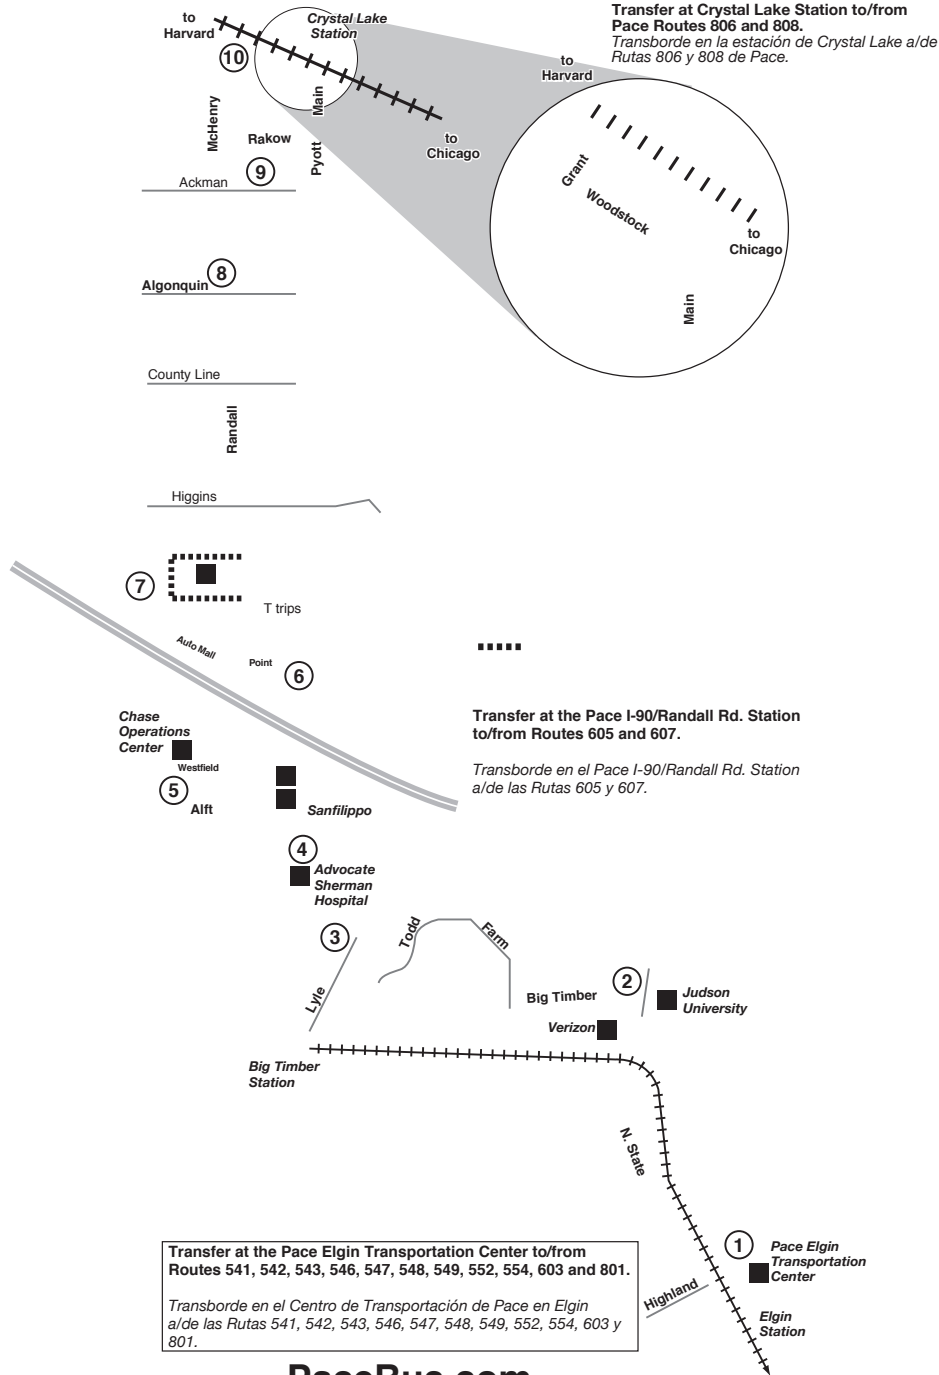 Transfer at Crystal Lake Station to/from
Pace Routes 806 and 808.
Transborde en la estación de Crystal Lake a/de
Rutas 806 y 808 de Pace.
to
Harvard
Crystal Lake
Station
10
Main
McHenry
Rakow
Pyott
to
Chicago
to
Harvard
Grant
Woodstock
to
Chicago
Main
9
Ackman
8
Algonquin
County Line
Randall
Higgins
7
T trips
Auto Mall
Point
6
Chase
Operations
Center
Westfield
5
Alft
Sanfilippo
Transfer at the Pace I-90/Randall Rd. Station
to/from Routes 605 and 607.
Transborde en el Pace I-90/Randall Rd. Station
a/de las Rutas 605 y 607.
4
Advocate
Sherman
Hospital
3
Lyle
Todd
Farm
Big Timber
2
Judson
University
Verizon
Big Timber
Station
N. State
1
Pace Elgin
Transportation
Center
Highland
Elgin
Station
Transfer at the Pace Elgin Transportation Center to/from
Routes 541, 542, 543, 546, 547, 548, 549, 552, 554, 603 and 801.
Transborde en el Centro de Transportación de Pace en Elgin
a/de las Rutas 541, 542, 543, 546, 547, 548, 549, 552, 554, 603 y
801.
PaceBus.com